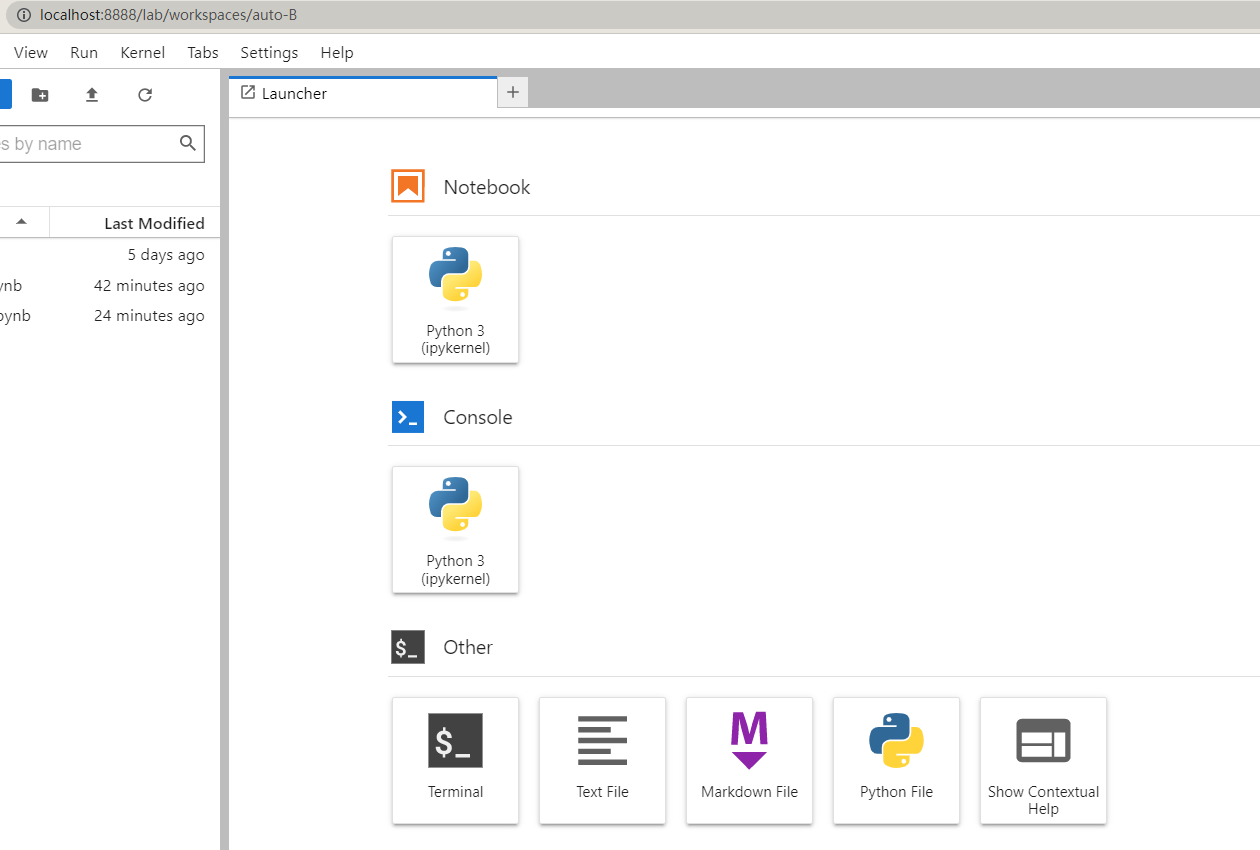 localhost:8888/lab/workspaces/auto-B
View Run Kernel Tabs Settings Help
Launcher
s by name
Last Modified
5 days ago
ynb 42 minutes ago
pynb 24 minutes ago
Notebook
Python 3
(ipykernel)
Console
Python 3
(ipykernel)
$_ Other
$_
Terminal
Text File
M
Markdown File
Python File
Show Contextual
Help